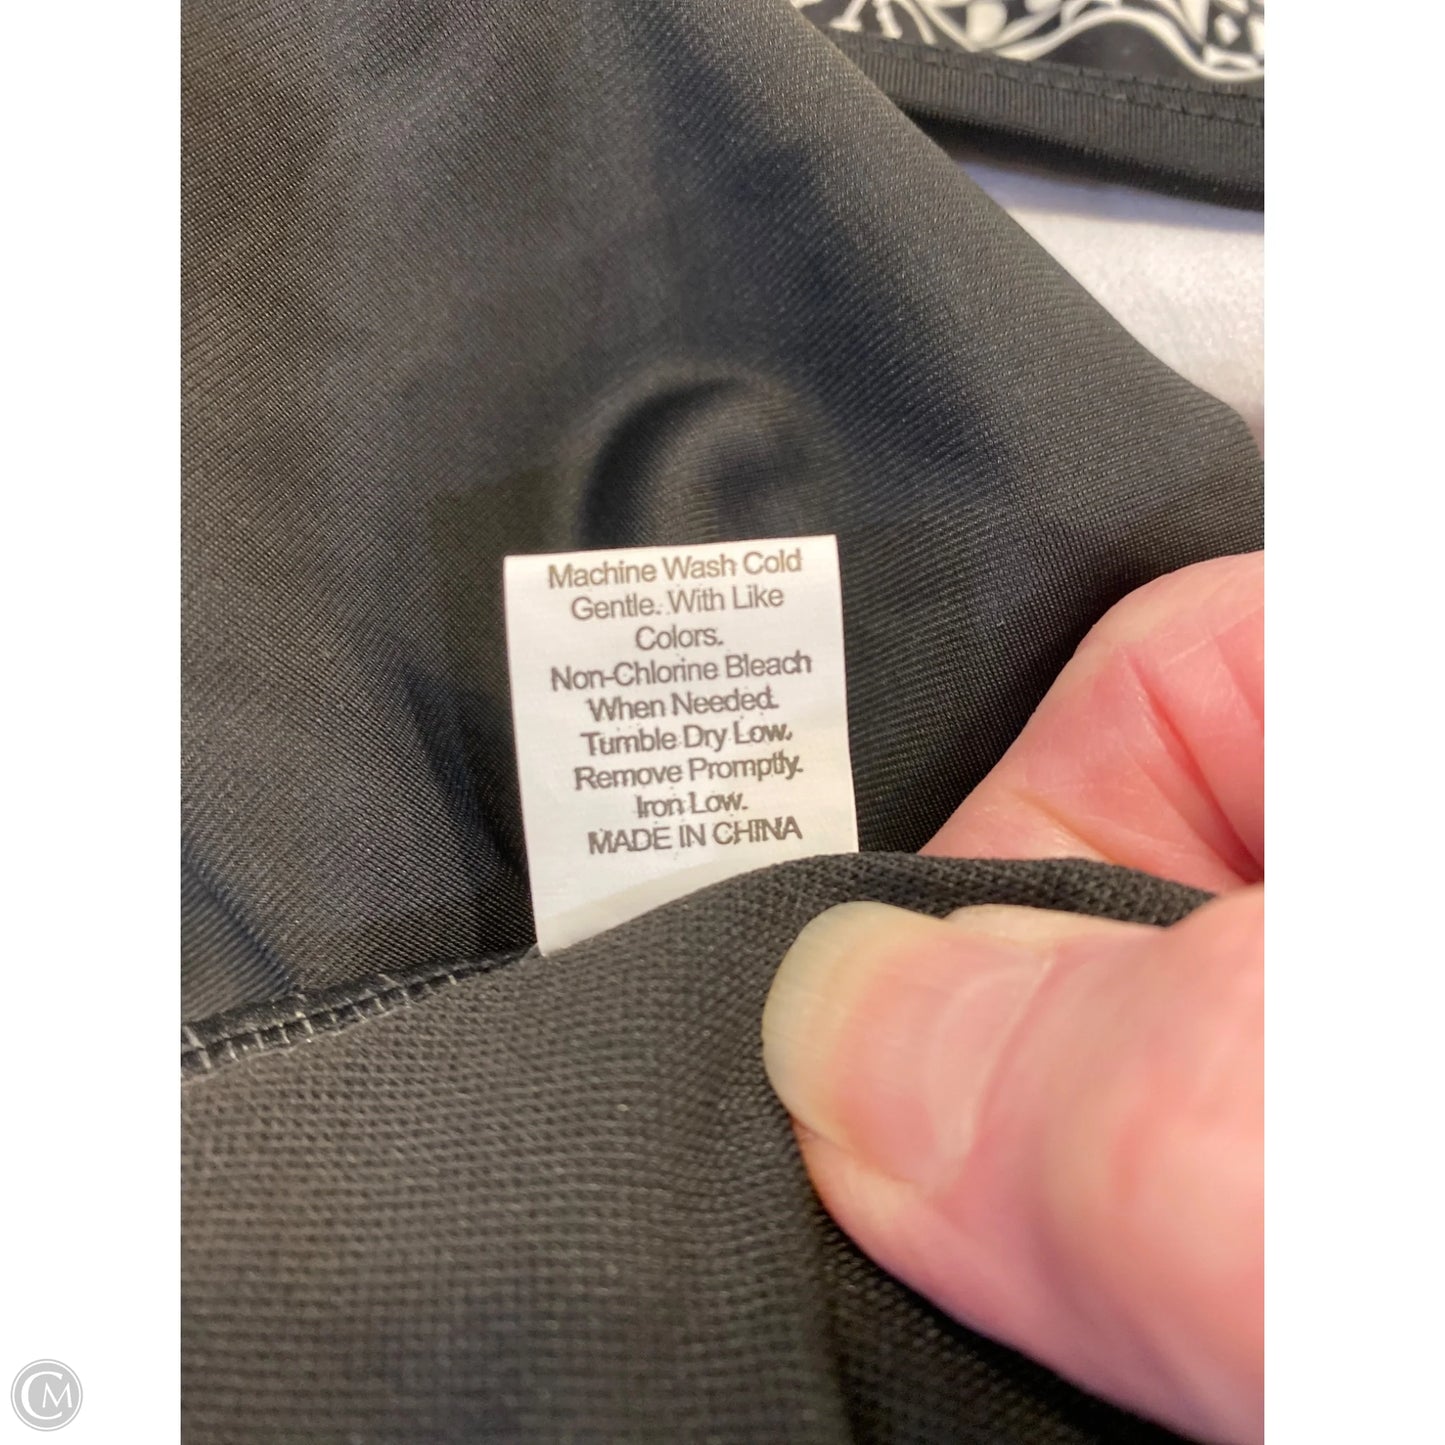 Machine Wash Cold
Gentle. With Like
Colors.
Non-Chlorine Bleach
When Needed.
Tumble Dry Low.
Remove Promptly.
Iron Low.
MADE IN CHINA
CM